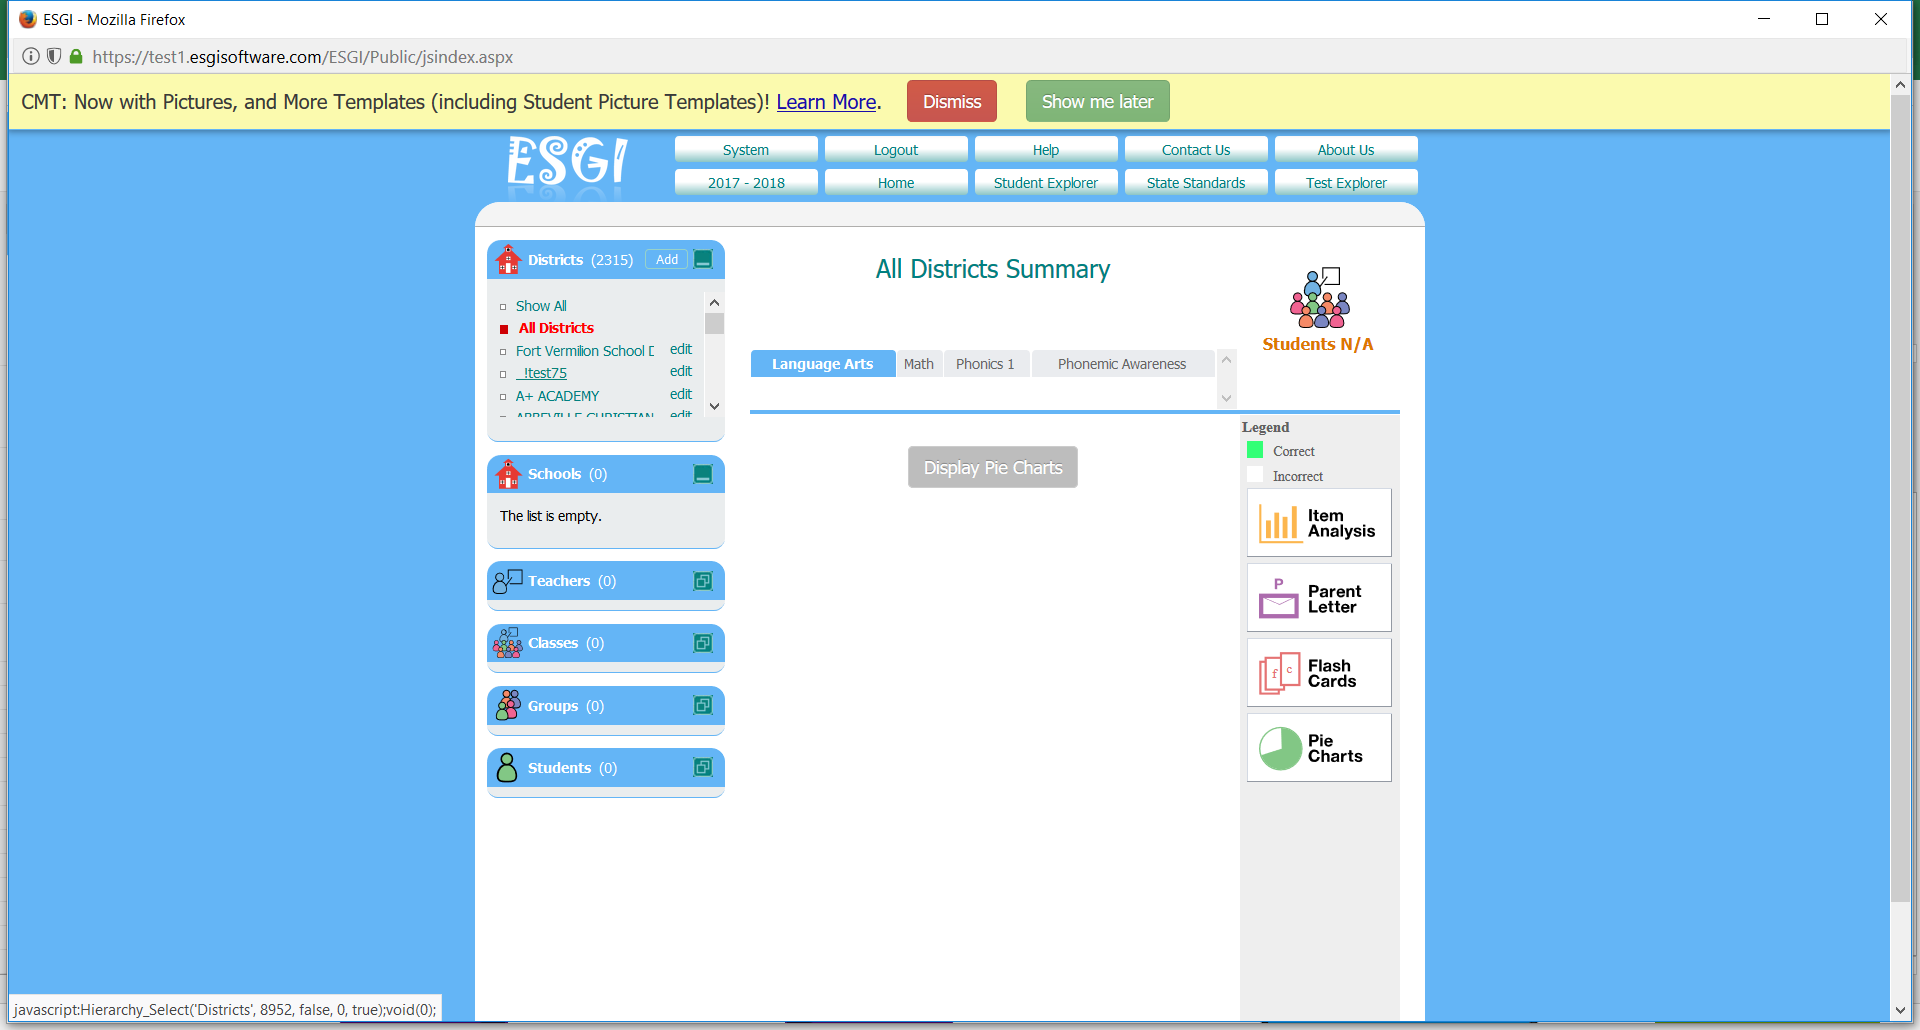 ESGI - Mozilla Firefox
https://test1.esgisoftware.com/ESGI/Public/jsindex.aspx
CMT: Now with Pictures, and More Templates (including Student Picture Templates)! Learn More. Dismiss Show me later
ESGI
System Logout Help Contact Us About Us
2017 - 2018 Home Student Explorer State Standards Test Explorer
Districts (2315) Add
Show All
All Districts
Fort Vermilion School D edit
_!test75 edit
A+ ACADEMY edit
ABBEVILLE CHRISTIAN edit
Schools (0)
The list is empty.
Teachers (0)
Classes (0)
Groups (0)
Students (0)
All Districts Summary
Students N/A
Language Arts Math Phonics 1 Phonemic Awareness
Display Pie Charts
Legend
Correct
Incorrect
Item
Analysis
P
Parent
Letter
f c
Flash
Cards
Pie
Charts
javascript:Hierarchy_Select('Districts', 8952, false, 0, true);void(0);